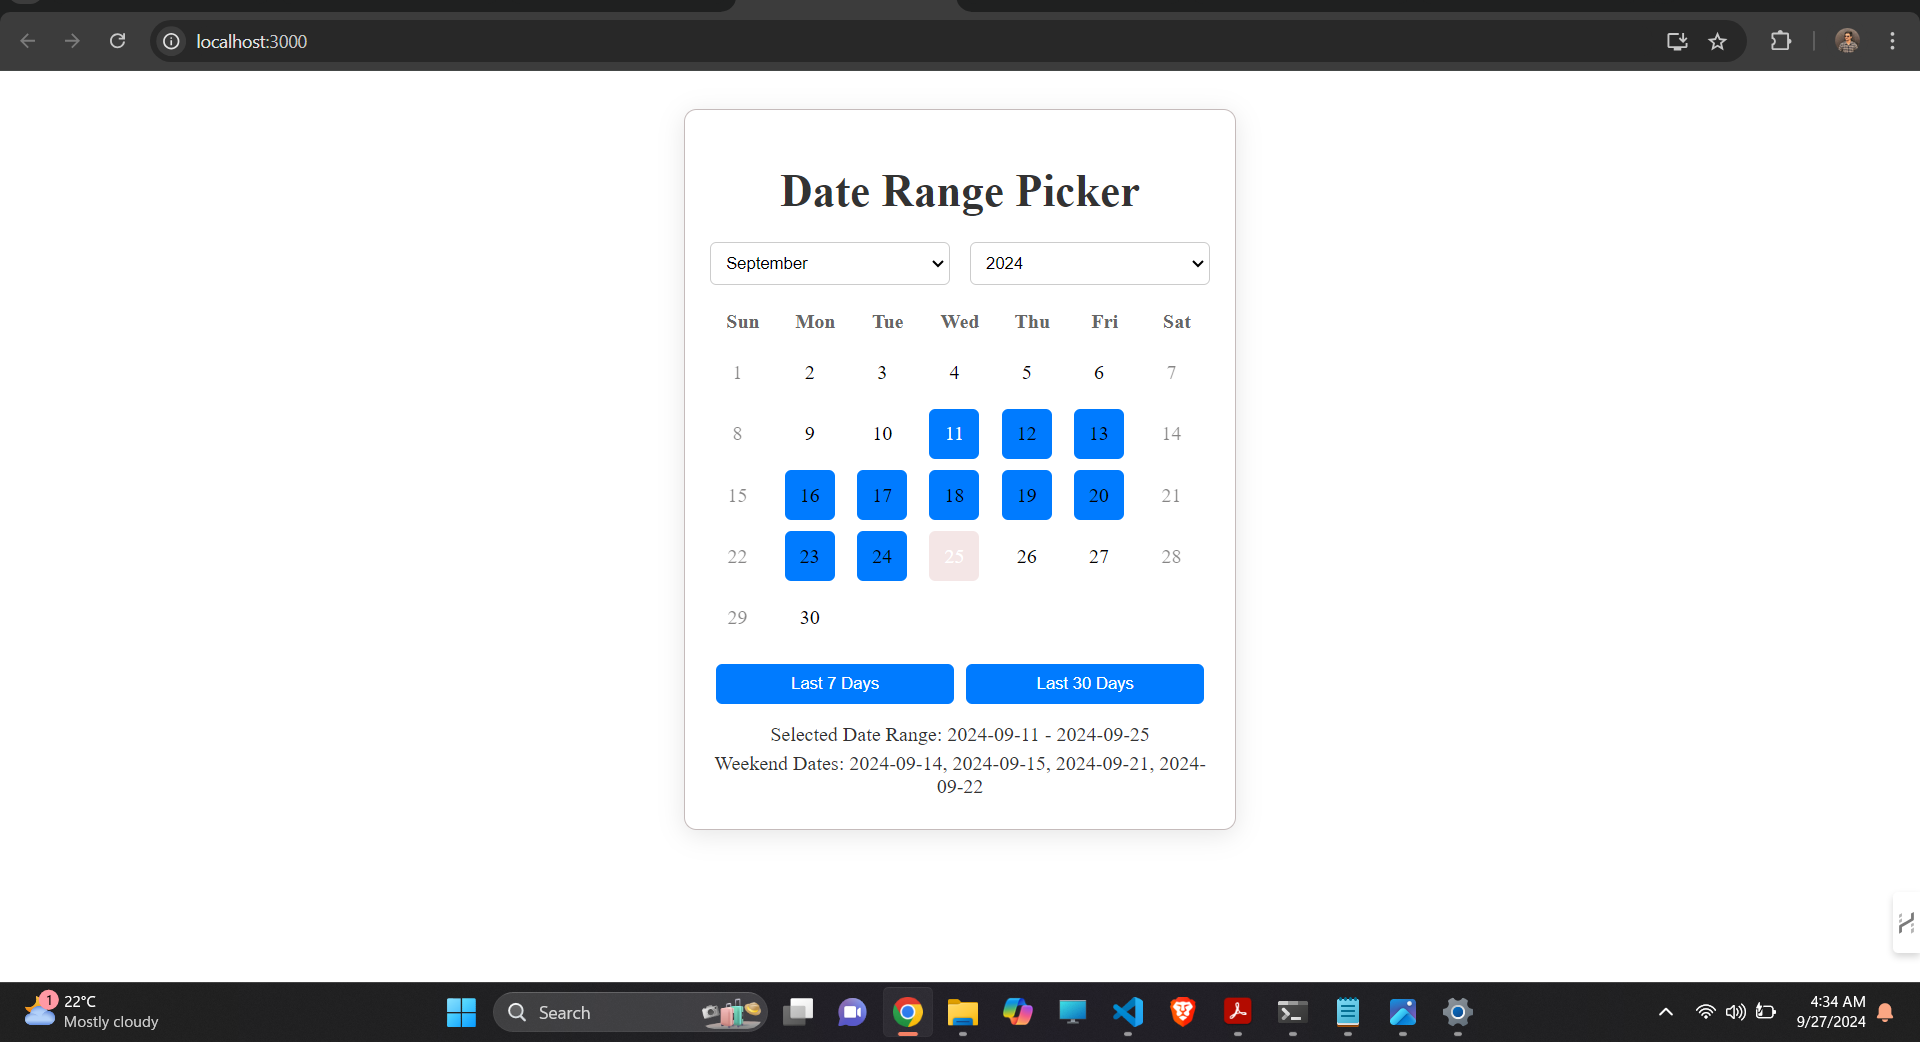 localhost:3000
Date Range Picker
September 2024
Sun Mon Tue Wed Thu Fri Sat
1 2 3 4 5 6 7
8 9 10 11 12 13 14
15 16 17 18 19 20 21
22 23 24 25 26 27 28
29 30
Last 7 Days Last 30 Days
Selected Date Range: 2024-09-11 - 2024-09-25
Weekend Dates: 2024-09-14, 2024-09-15, 2024-09-21, 2024-
09-22
1 22°C
Mostly cloudy
Search
4:34 AM
9/27/2024